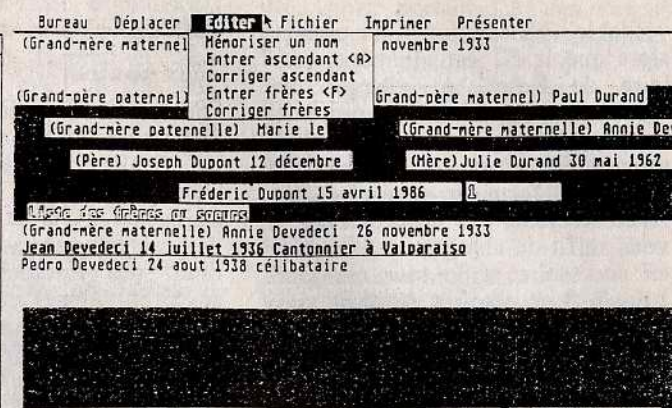 Bureau Déplacer Editer Fichier Imprimer Présenter
(Grand-mère maternel novembre 1933
Mémoriser un nom
Entrer ascendant <A>
Corriger ascendant
Entrer frères <F>
Corriger frères
(Grand-père paternel) Grand-père maternel) Paul Durand
(Grand-mère paternelle) Marie le (Grand-mère maternelle) Annie De
(Père) Joseph Dupont 12 décembre (Mère)Julie Durand 30 mai 1962
Fréderic Dupont 15 avril 1986 1
Liste des frères ou soeurs
(Grand-mère maternelle) Annie Devedeci 26 novembre 1933
Jean Devedeci 14 juillet 1936 Cantonnier à Valparaiso
Pedro Devedeci 24 aout 1938 célibataire